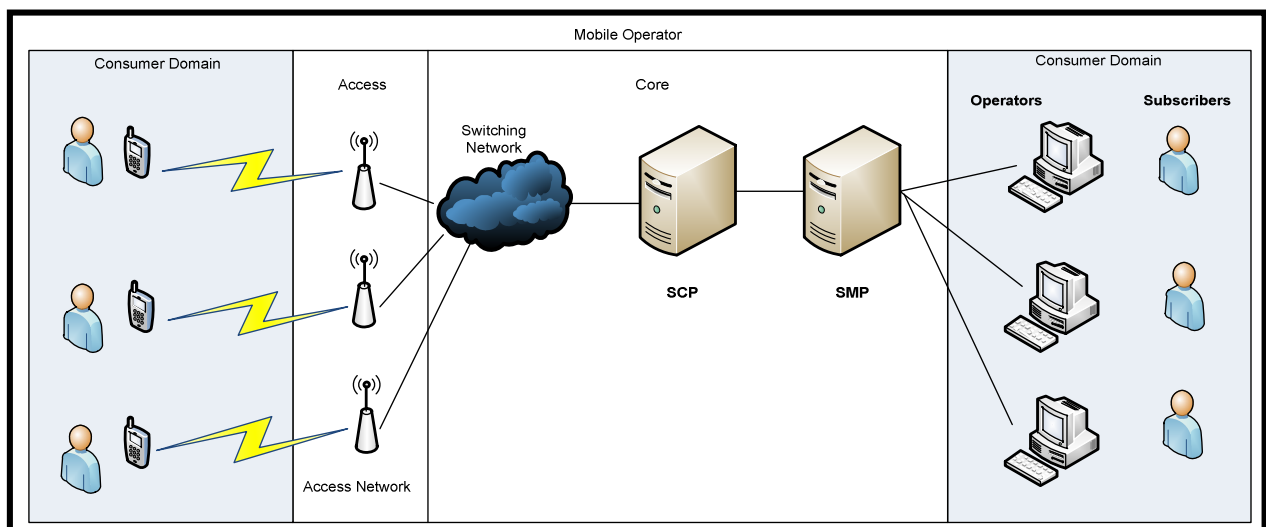 Mobile Operator
Consumer Domain
Access
Core
Consumer Domain
Operators
Subscribers
Switching
Network
SCP
SMP
Access Network